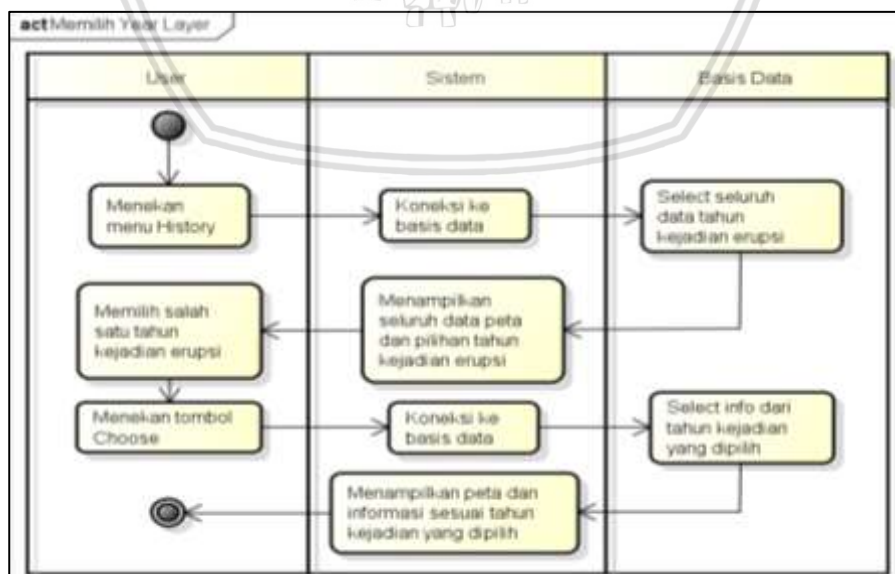 act Memilih Year Layer
User
Sistem
Basis Data
Menekan
menu History
Koneksi ke
basis data
Select seluruh
data tahun
kejadian erupsi
Menampilkan
seluruh data peta
dan pilihan tahun
kejadian erupsi
Memilih salah
satu tahun
kejadian erupsi
Menekan tombol
Choose
Koneksi ke
basis data
Select info dari
tahun kejadian
yang dipilih
Menampilkan peta dan
informasi sesuai tahun
kejadian yang dipilih